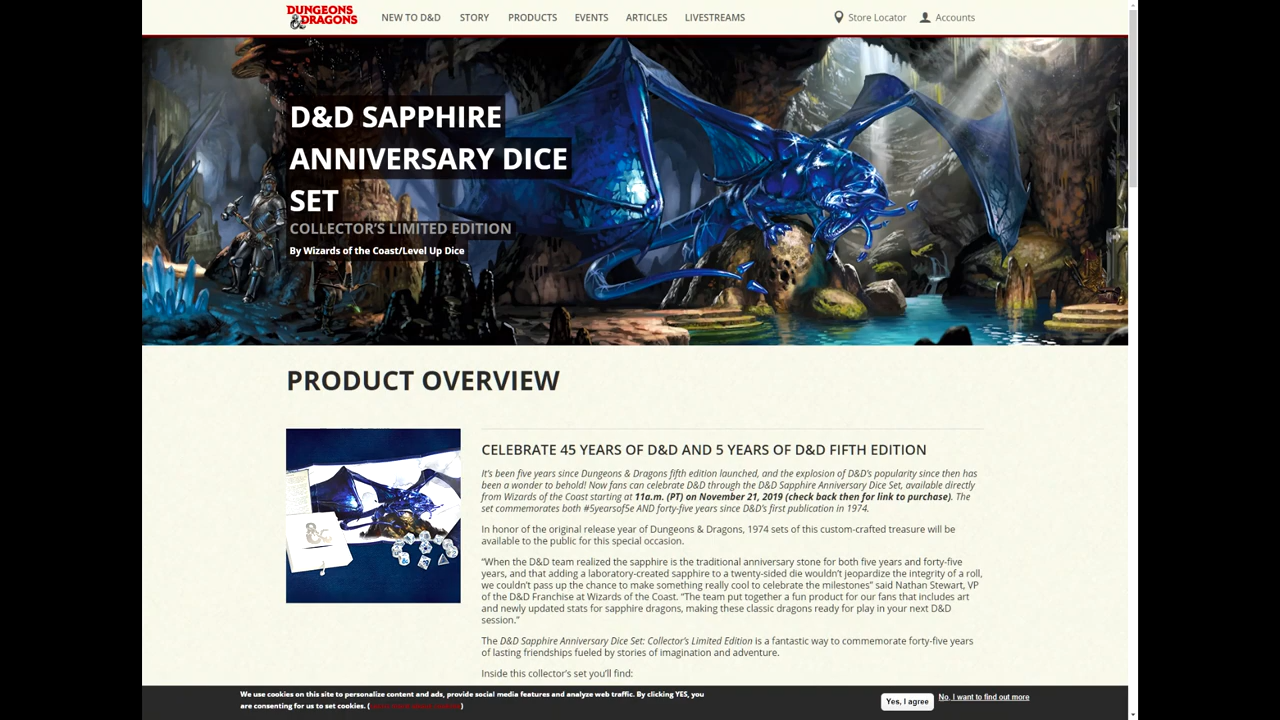 DUNGEONS & DRAGONS
NEW TO D&D STORY PRODUCTS EVENTS ARTICLES LIVESTREAMS Store Locator Accounts
D&D SAPPHIRE
ANNIVERSARY DICE
SET
COLLECTOR'S LIMITED EDITION
By Wizards of the Coast/Level Up Dice
PRODUCT OVERVIEW
CELEBRATE 45 YEARS OF D&D AND 5 YEARS OF D&D FIFTH EDITION
It's been five years since Dungeons & Dragons fifth edition launched, and the explosion of D&D's popularity since then has
been a wonder to behold! Now fans can celebrate D&D through the D&D Sapphire Anniversary Dice Set, available directly
from Wizards of the Coast starting at 11a.m. (PT) on November 21, 2019 (check back then for link to purchase). The
set commemorates both #5yearsof5e AND forty-five years since D&D's first publication in 1974.
In honor of the original release year of Dungeons & Dragons, 1974 sets of this custom-crafted treasure will be
available to the public for this special occasion.
“When the D&D team realized the sapphire is the traditional anniversary stone for both five years and forty-five
years, and that adding a laboratory-created sapphire to a twenty-sided die wouldn't jeopardize the integrity of a roll,
we couldn't pass up the chance to make something really cool to celebrate the milestones” said Nathan Stewart, VP
of the D&D Franchise at Wizards of the Coast. “The team put together a fun product for our fans that includes art
and newly updated stats for sapphire dragons, making these classic dragons ready for play in your next D&D
session.”
The D&D Sapphire Anniversary Dice Set: Collector's Limited Edition is a fantastic way to commemorate forty-five years
of lasting friendships fueled by stories of imagination and adventure.
Inside this collector's set you'll find:
We use cookies on this site to personalize content and ads, provide social media features and analyze web traffic. By clicking YES, you
are consenting for us to set cookies. ( )
Yes, I agree No, I want to find out more